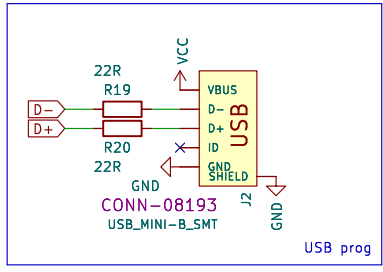 VCC
22R
R19
VBUS
D-
D-
D+
D+
USB
ID
R20
22R
GND
GND
SHIELD
CONN-08193
USB_MINI-B_SMT
J2
GND
USB prog